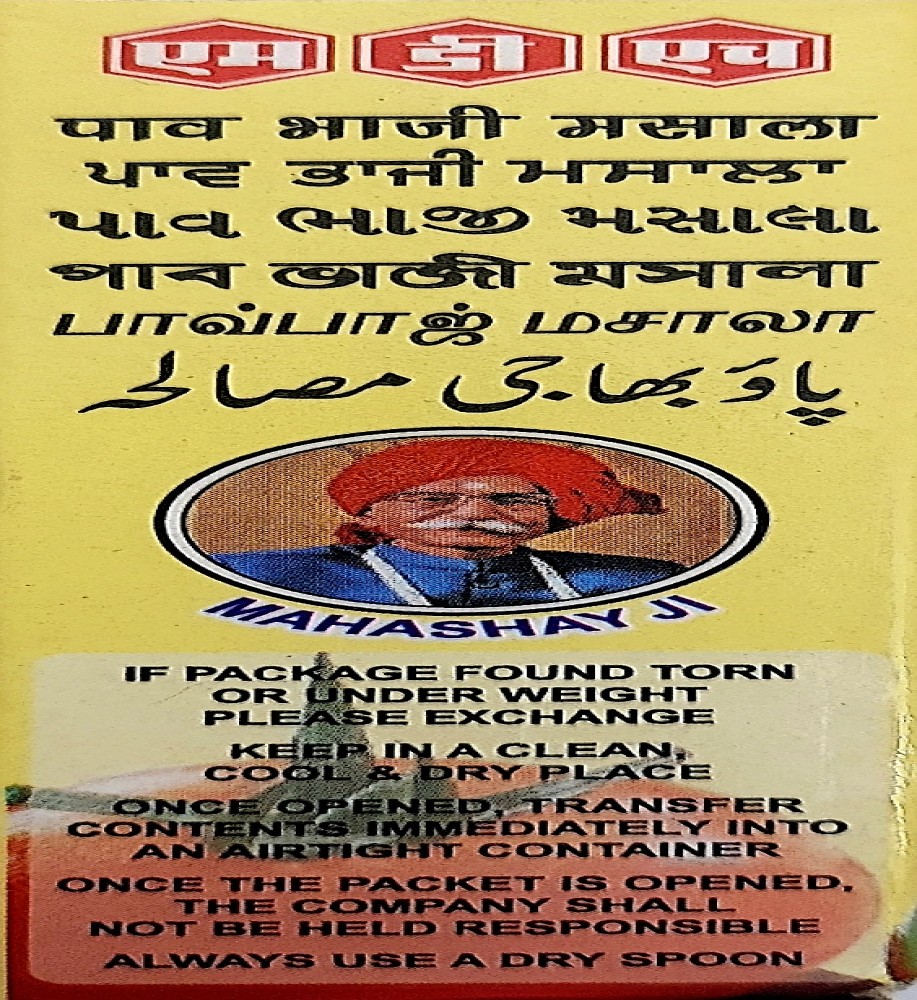 एम डी एच
पाव भाजी मसाला
ਪਾਵ ਭਾਜੀ ਮਸਾਲਾ
પાવ ભાજી મસાલા
পাব ভাজী মসালা
பாவ்பாஜ் மசாலா
پاؤ بھاجی مصالحہ
MAHASHAY JI
IF PACKAGE FOUND TORN
OR UNDER WEIGHT
PLEASE EXCHANGE
KEEP IN A CLEAN,
COOL & DRY PLACE
ONCE OPENED, TRANSFER
CONTENTS IMMEDIATELY INTO
AN AIRTIGHT CONTAINER
ONCE THE PACKET IS OPENED,
THE COMPANY SHALL
NOT BE HELD RESPONSIBLE
ALWAYS USE A DRY SPOON